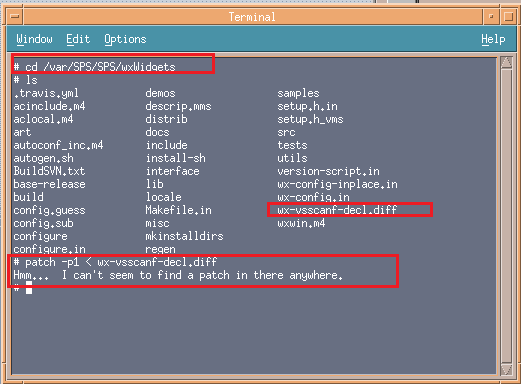 Terminal
Window Edit Options Help
# cd /var/SPS/SPS/wxWidgets
# ls
.travis.yml demos samples
acinclude.m4 descrip.mms setup.h.in
aclocal.m4 distrib setup.h_vms
art docs src
autoconf_inc.m4 include tests
autogen.sh install-sh utils
BuildSVN.txt interface version-script.in
base-release lib wx-config-inplace.in
build locale wx-config.in
config.guess Makefile.in wx-vsscanf-decl.diff
config.sub misc wxwin.m4
configure mkinstalldirs
configure.in regen
# patch -p1 < wx-vsscanf-decl.diff
Hmm... I can't seem to find a patch in there anywhere.
#